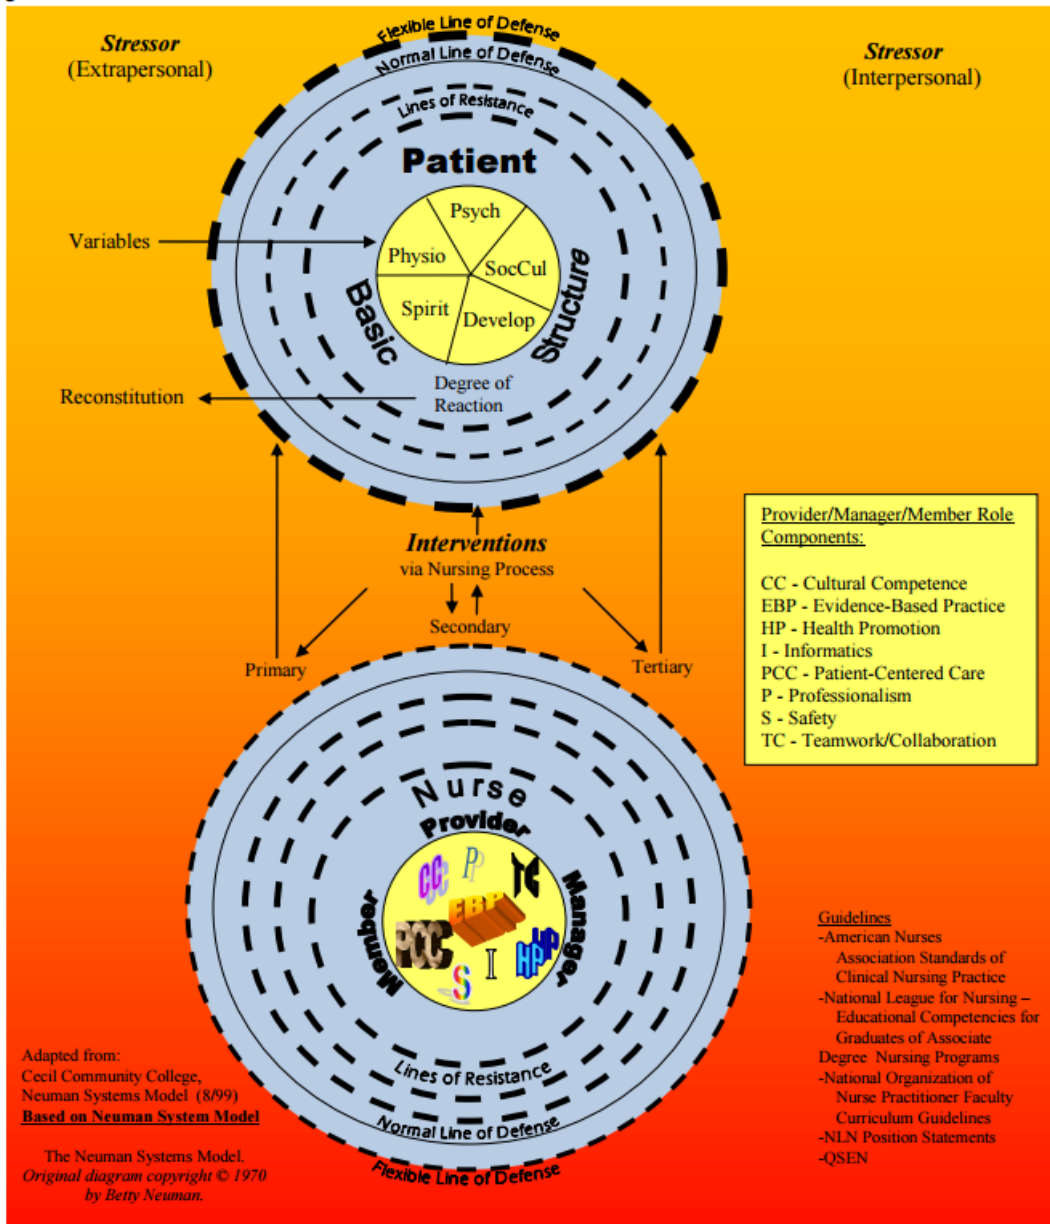 Flexible Line of Defense
Stressor
(Extrapersonal)
Stressor
(Interpersonal)
Normal Line of Defense
Lines of Resistance
Patient
Psych
Physio
SocCul
Spirit
Develop
Basic
Structure
Variables
Degree of
Reaction
Reconstitution
Interventions
via Nursing Process
Secondary
Primary
Tertiary
Provider/Manager/Member Role
Components:
CC - Cultural Competence
EBP - Evidence-Based Practice
HP - Health Promotion
I - Informatics
PCC - Patient-Centered Care
P - Professionalism
S - Safety
TC - Teamwork/Collaboration
Nurse
Provider
Member
Manager
CC
P
TC
EBP
PCC
S
I
HP
Lines of Resistance
Normal Line of Defense
Flexible Line of Defense
Guidelines
-American Nurses
Association Standards of
Clinical Nursing Practice
-National League for Nursing –
Educational Competencies for
Graduates of Associate
Degree Nursing Programs
-National Organization of
Nurse Practitioner Faculty
Curriculum Guidelines
-NLN Position Statements
-QSEN
Adapted from:
Cecil Community College,
Neuman Systems Model (8/99)
Based on Neuman System Model
The Neuman Systems Model.
Original diagram copyright © 1970
by Betty Neuman.